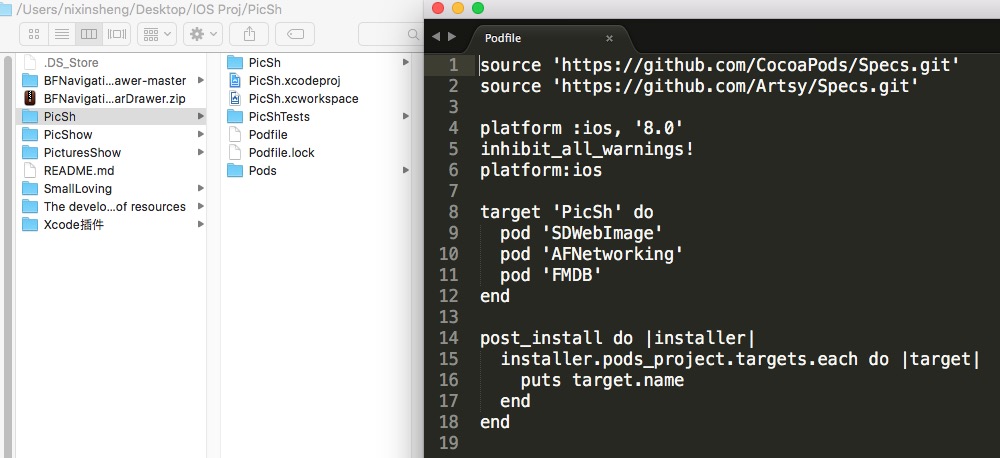 /Users/nixinsheng/Desktop/IOS Proj/PicSh
.DS_Store
BFNavigati...awer-master
BFNavigati...arDrawer.zip
PicSh
PicShow
PicturesShow
README.md
SmallLoving
The develo...of resources
Xcode插件
PicSh
PicSh.xcodeproj
PicSh.xcworkspace
PicShTests
Podfile
Podfile.lock
Pods
Podfile
1 source 'https://github.com/CocoaPods/Specs.git'
2 source 'https://github.com/Artsy/Specs.git'
3
4 platform :ios, '8.0'
5 inhibit_all_warnings!
6 platform:ios
7
8 target 'PicSh' do
9   pod 'SDWebImage'
10   pod 'AFNetworking'
11   pod 'FMDB'
12 end
13
14 post_install do |installer|
15   installer.pods_project.targets.each do |target|
16     puts target.name
17   end
18 end
19